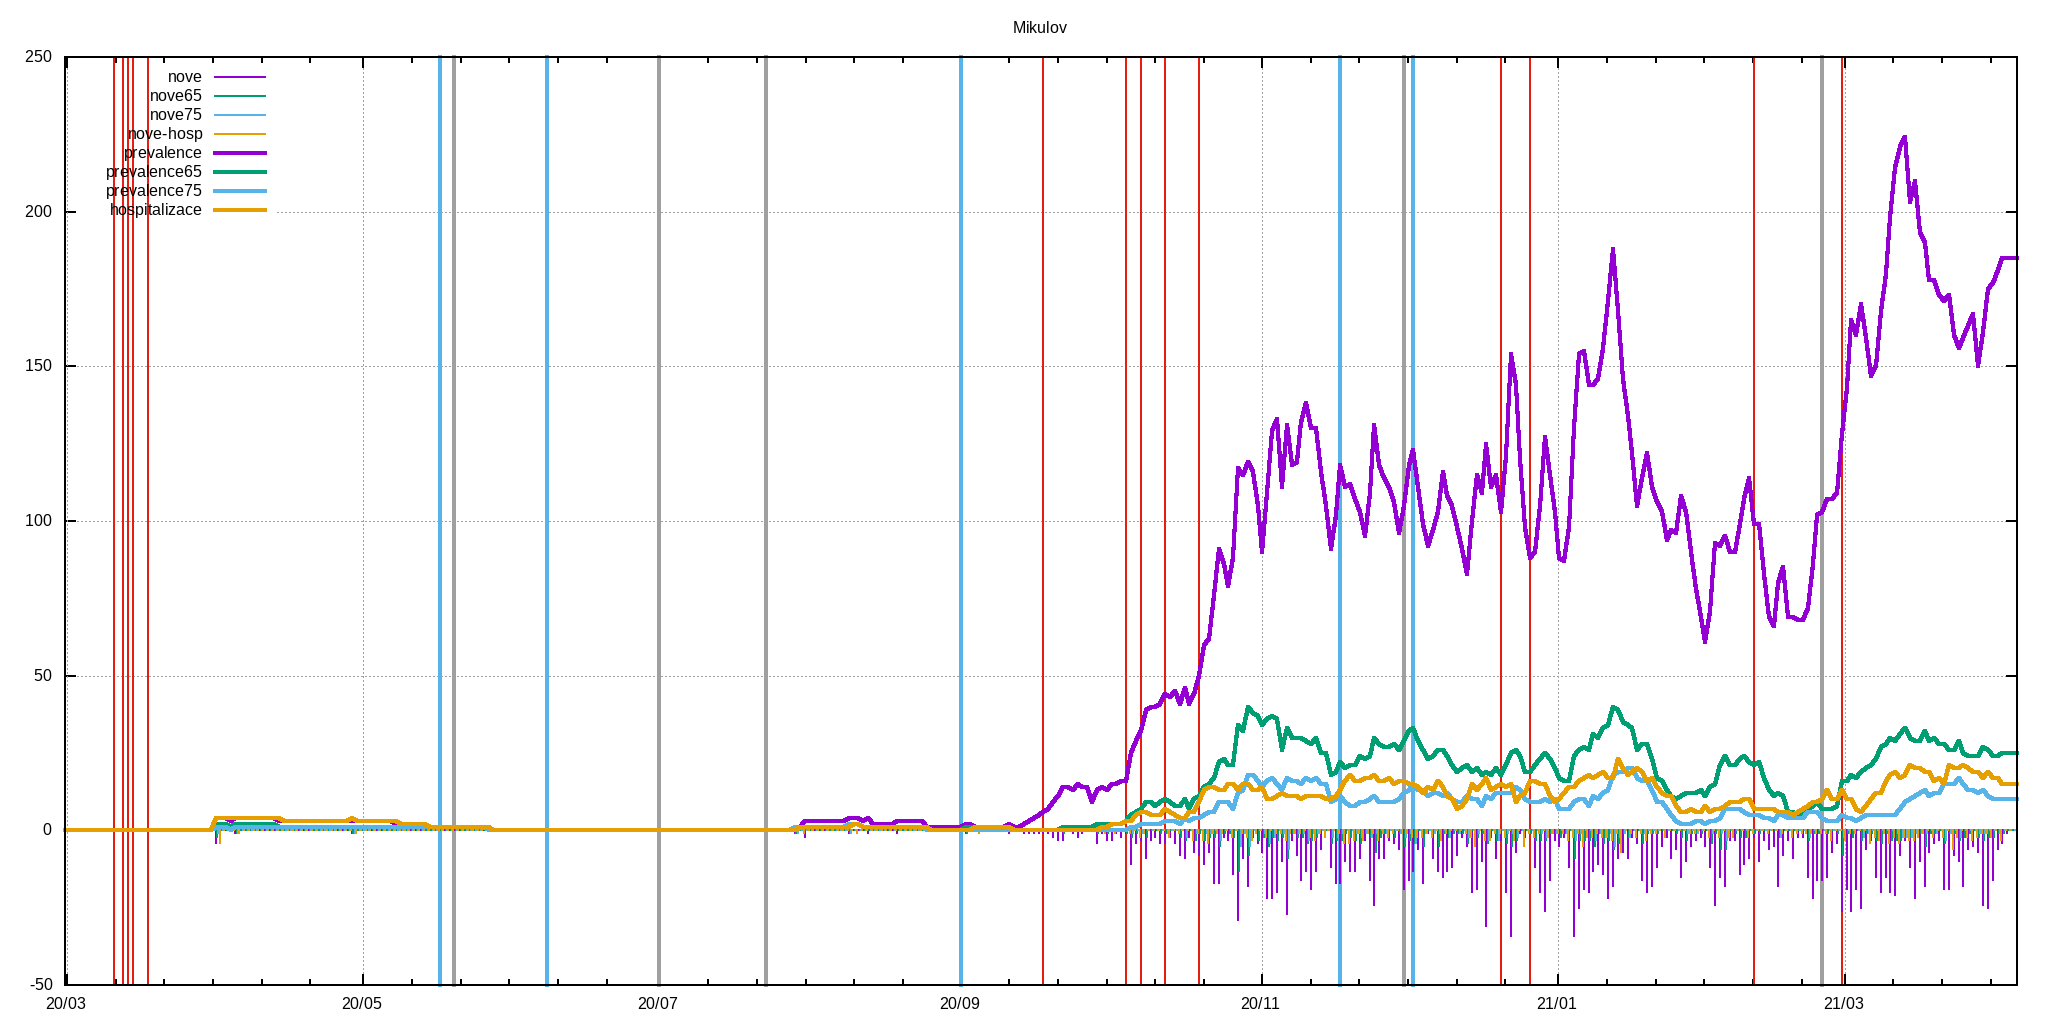 Mikulov
250
200
150
100
50
0
-50
nove
nove65
nove75
nove-hosp
prevalence
prevalence65
prevalence75
hospitalizace
20/03
20/05
20/07
20/09
20/11
21/01
21/03